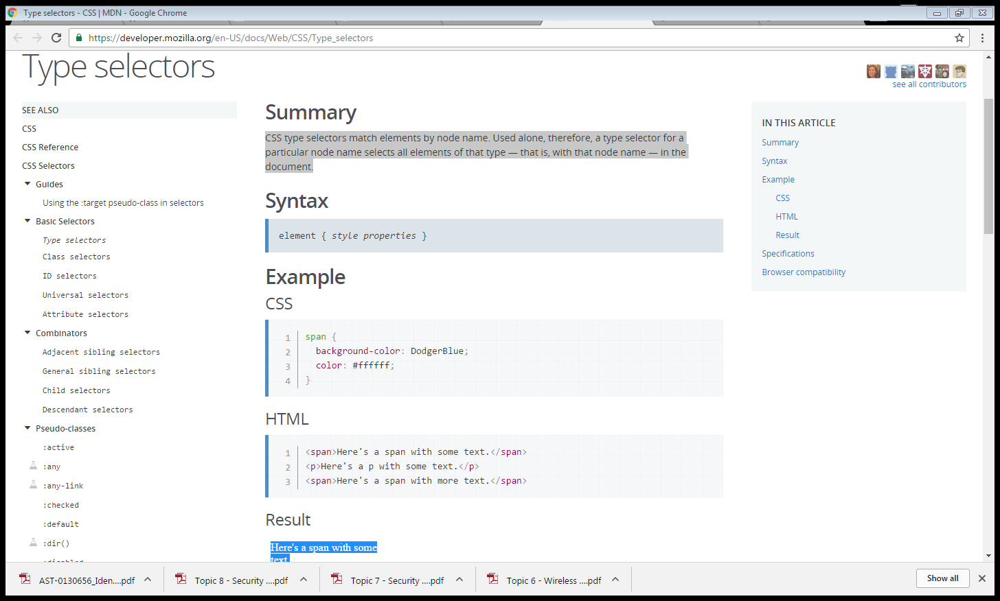 Type selectors - CSS | MDN - Google Chrome
https://developer.mozilla.org/en-US/docs/Web/CSS/Type_selectors
Type selectors
see all contributors
SEE ALSO
CSS
CSS Reference
CSS Selectors
Guides
Using the :target pseudo-class in selectors
Basic Selectors
Type selectors
Class selectors
ID selectors
Universal selectors
Attribute selectors
Combinators
Adjacent sibling selectors
General sibling selectors
Child selectors
Descendant selectors
Pseudo-classes
:active
:any
:any-link
:checked
:default
:dir()
:disabled
Summary
CSS type selectors match elements by node name. Used alone, therefore, a type selector for a
particular node name selects all elements of that type — that is, with that node name — in the
document.
Syntax
element { style properties }
Example
CSS
1 span {
2   background-color: DodgerBlue;
3   color: #ffffff;
4 }
HTML
1 <span>Here's a span with some text.</span>
2 <p>Here's a p with some text.</p>
3 <span>Here's a span with more text.</span>
Result
Here's a span with some
text.
IN THIS ARTICLE
Summary
Syntax
Example
CSS
HTML
Result
Specifications
Browser compatibility
AST-0130656_Iden....pdf
Topic 8 - Security ....pdf
Topic 7 - Security ....pdf
Topic 6 - Wireless ....pdf
Show all